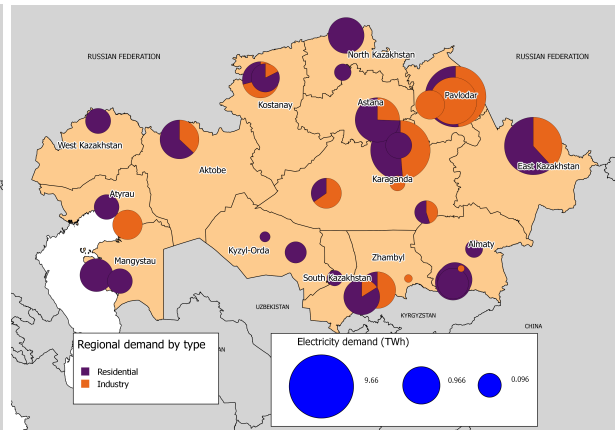 RUSSIAN FEDERATION
RUSSIAN FEDERATION
North Kazakhstan
Kostanay
Astana
Pavlodar
West Kazakhstan
Aktobe
Karaganda
East Kazakhstan
Atyrau
Mangystau
Kyzyl-Orda
Zhambyl
Almaty
South Kazakhstan
UZBEKISTAN
KYRGYZSTAN
CHINA
AN
Regional demand by type
Residential
Industry
Electricity demand (TWh)
9.66
0.966
0.096